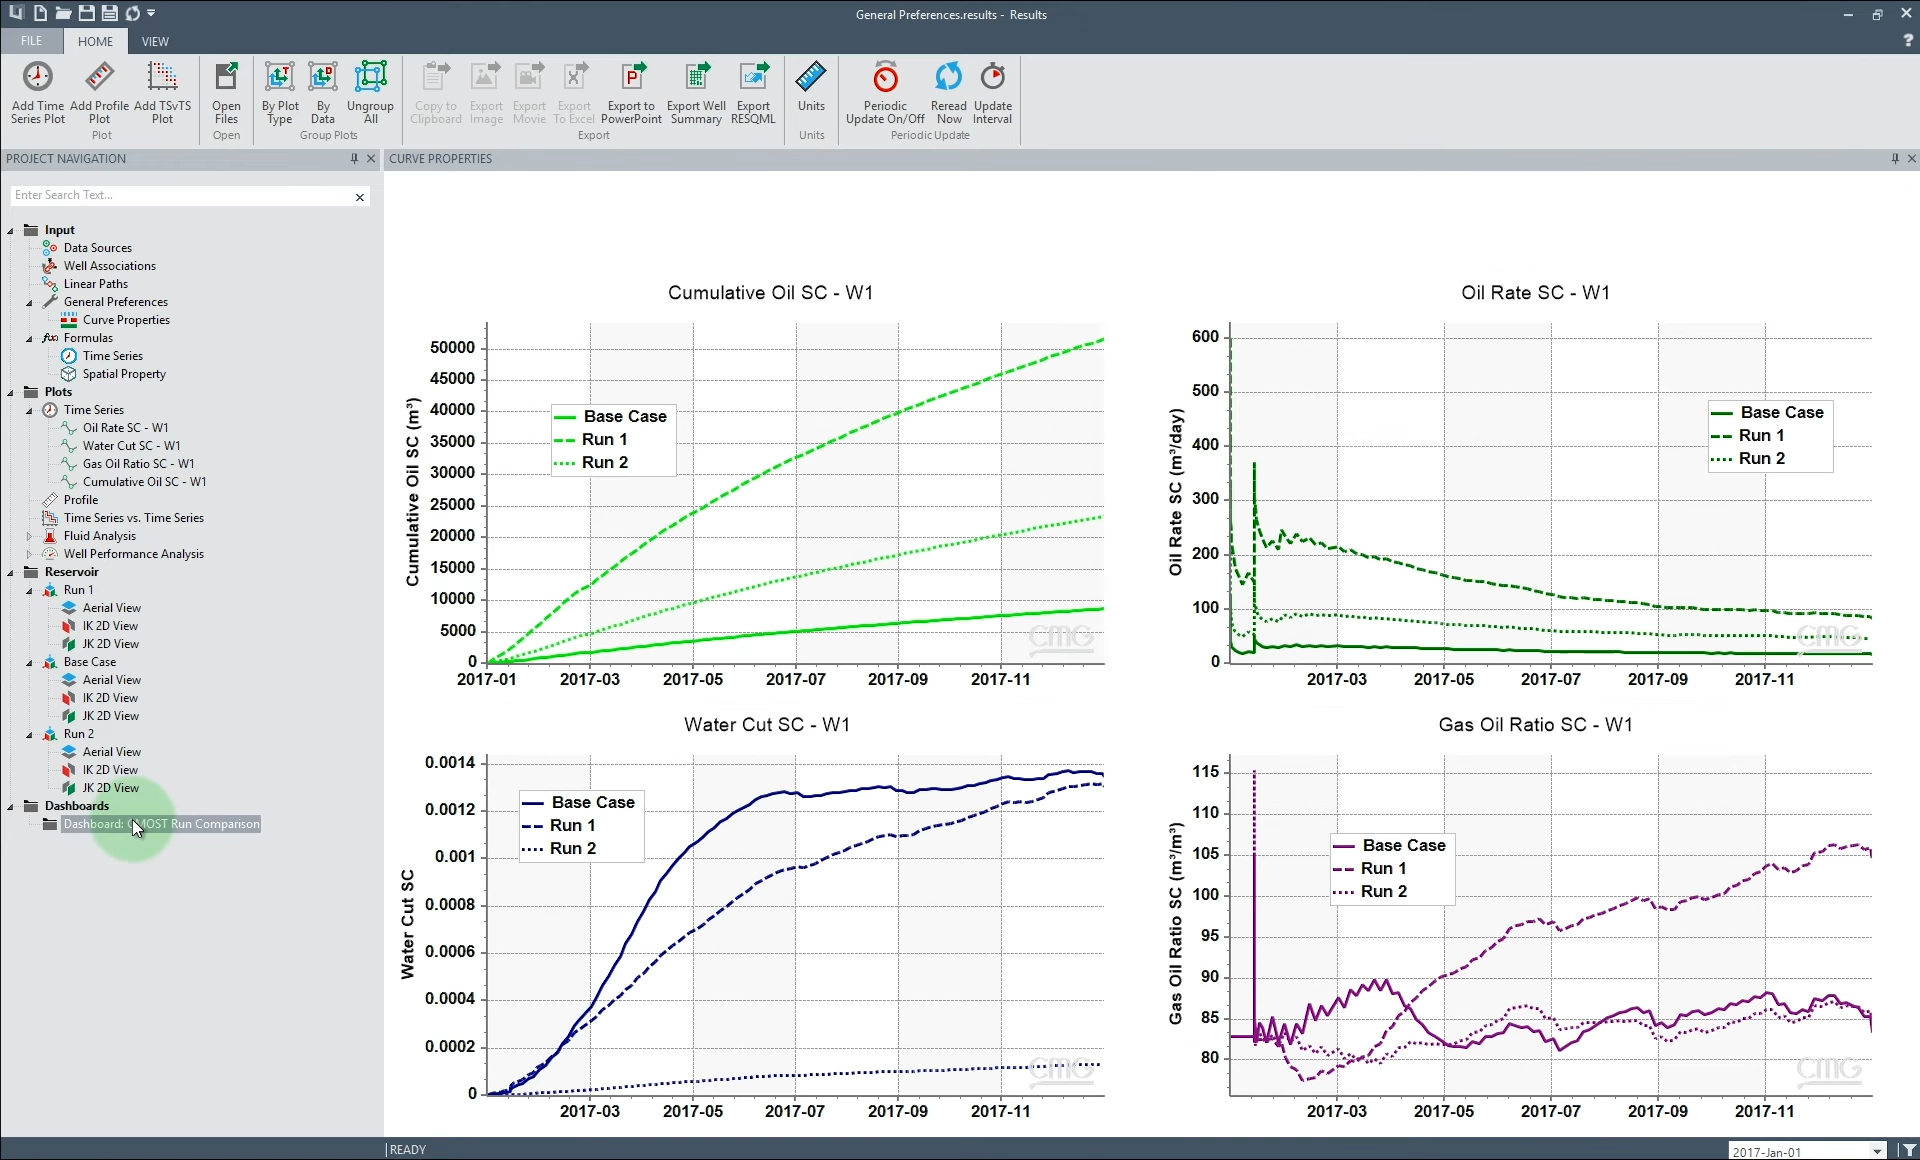 General Preferences.results - Results
FILE
HOME
VIEW
?
Add Time
Series Plot
Add Profile
Plot
Add TSvTS
Plot
Plot
Open
Files
Open
By Plot
Type
By
Data
Ungroup
All
Group Plots
Copy to
Clipboard
Export
Image
Export
Movie
Export
To Excel
Export to
PowerPoint
Export Well
Summary
Export
RESQML
Export
Units
Units
Periodic
Update On/Off
Reread
Now
Update
Interval
Periodic Update
PROJECT NAVIGATION
CURVE PROPERTIES
Enter Search Text...
Input
Data Sources
Well Associations
Linear Paths
General Preferences
Curve Properties
Formulas
Time Series
Spatial Property
Plots
Time Series
Oil Rate SC - W1
Water Cut SC - W1
Gas Oil Ratio SC - W1
Cumulative Oil SC - W1
Profile
Time Series vs. Time Series
Fluid Analysis
Well Performance Analysis
Reservoir
Run 1
Aerial View
IK 2D View
JK 2D View
Base Case
Aerial View
IK 2D View
JK 2D View
Run 2
Aerial View
IK 2D View
JK 2D View
Dashboards
Dashboard: CMOST Run Comparison
Cumulative Oil SC - W1
Cumulative Oil SC (m³)
50000
45000
40000
35000
30000
25000
20000
15000
10000
5000
0
Base Case
Run 1
Run 2
CMG
2017-01 2017-03 2017-05 2017-07 2017-09 2017-11
Oil Rate SC - W1
Oil Rate SC (m³/day)
600
500
400
300
200
100
0
Base Case
Run 1
Run 2
CMG
2017-03 2017-05 2017-07 2017-09 2017-11
Water Cut SC - W1
Water Cut SC
0.0014
0.0012
0.001
0.0008
0.0006
0.0004
0.0002
0
Base Case
Run 1
Run 2
CMG
2017-03 2017-05 2017-07 2017-09 2017-11
Gas Oil Ratio SC - W1
Gas Oil Ratio SC (m³/m³)
115
110
105
100
95
90
85
80
Base Case
Run 1
Run 2
CMG
2017-03 2017-05 2017-07 2017-09 2017-11
READY
2017-Jan-01